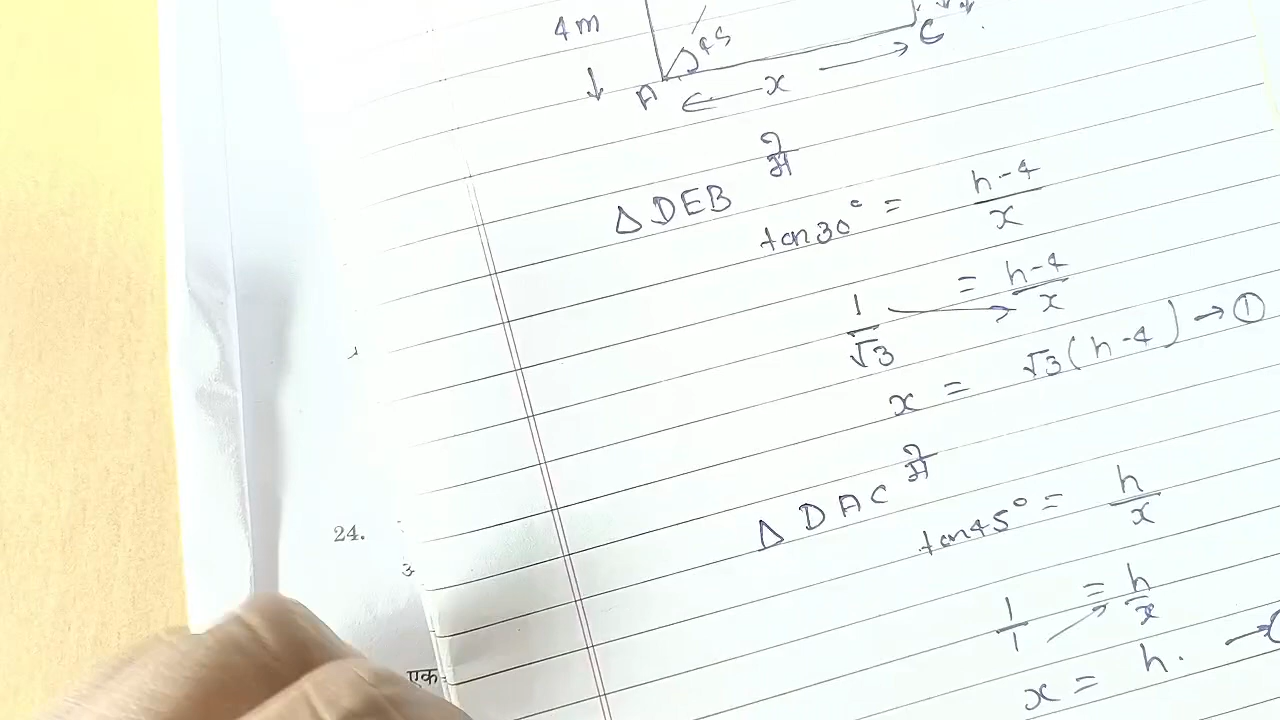 4m
45
A
x
C
Δ DEB में
tan30° = h-4/x
1/√3 = h-4/x
x = √3(h-4) → ①
Δ DAC में
tan45° = h/x
1/1 = h/x
x = h. →
24.
एक